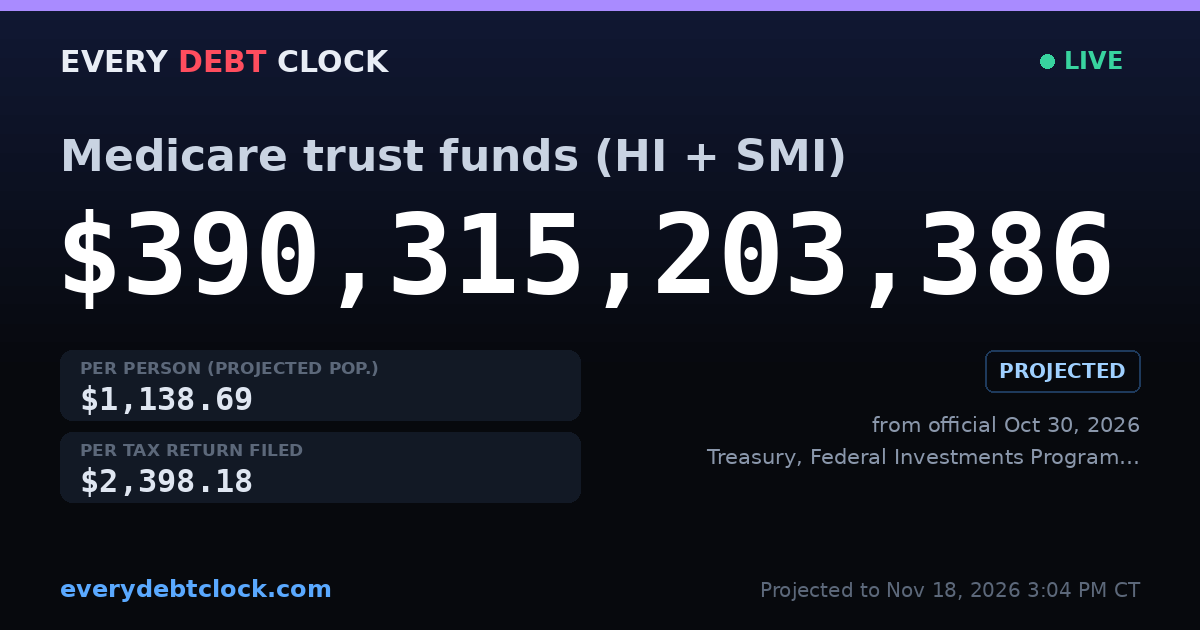 EVERY DEBT CLOCK
LIVE
Medicare trust funds (HI + SMI)
$390,315,203,386
PER PERSON (PROJECTED POP.)
$1,138.69
PER TAX RETURN FILED
$2,398.18
PROJECTED
from official Oct 30, 2026
Treasury, Federal Investments Program…
everydebtclock.com
Projected to Nov 18, 2026 3:04 PM CT